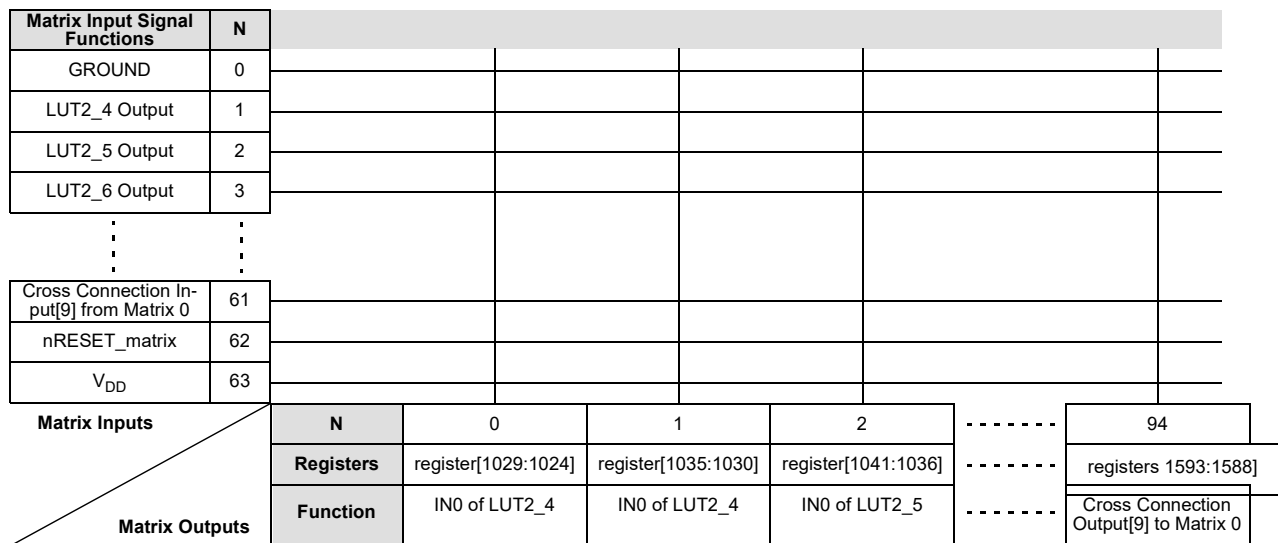 Matrix Input Signal
Functions
N
GROUND
0
LUT2_4 Output
1
LUT2_5 Output
2
LUT2_6 Output
3
Cross Connection In-
put[9] from Matrix 0
61
nRESET_matrix
62
VDD
63
Matrix Inputs
N
0
1
2
94
Registers
register[1029:1024]
register[1035:1030]
register[1041:1036]
registers 1593:1588]
Matrix Outputs
Function
IN0 of LUT2_4
IN0 of LUT2_4
IN0 of LUT2_5
Cross Connection
Output[9] to Matrix 0